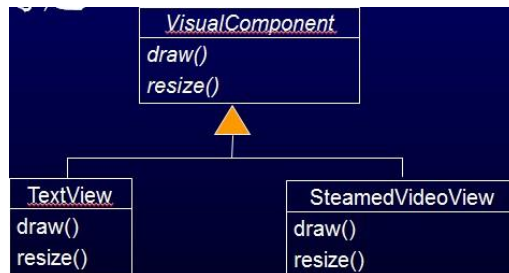 VisualComponent
draw()
resize()
TextView
draw()
resize()
SteamedVideoView
draw()
resize()